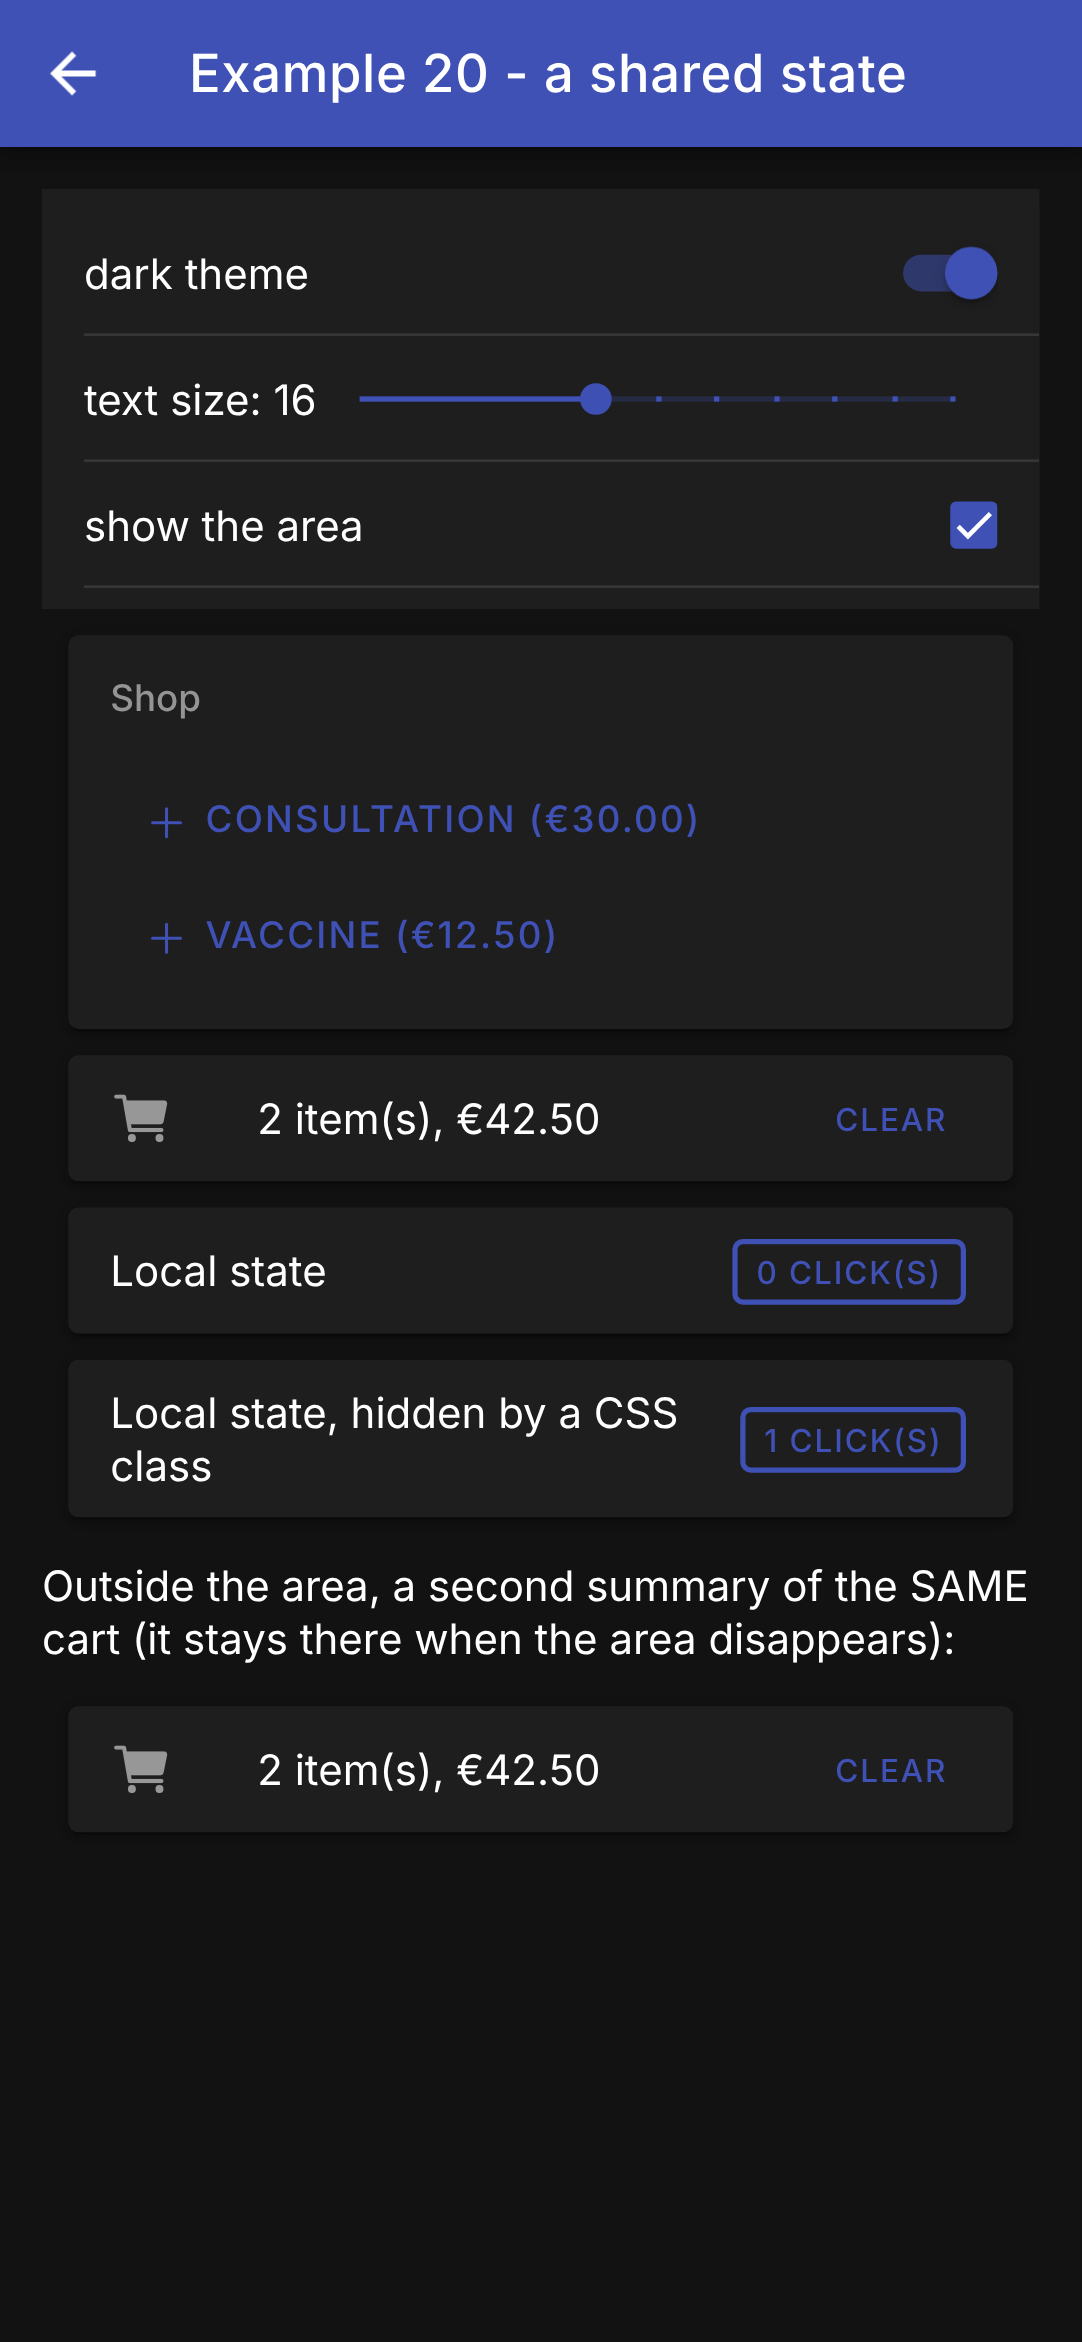 Example 20 - a shared state
dark theme
text size: 16
show the area
Shop
CONSULTATION (€30.00)
VACCINE (€12.50)
2 item(s), €42.50
CLEAR
Local state
0 CLICK(S)
Local state, hidden by a CSS
class
1 CLICK(S)
Outside the area, a second summary of the SAME
cart (it stays there when the area disappears):
2 item(s), €42.50
CLEAR